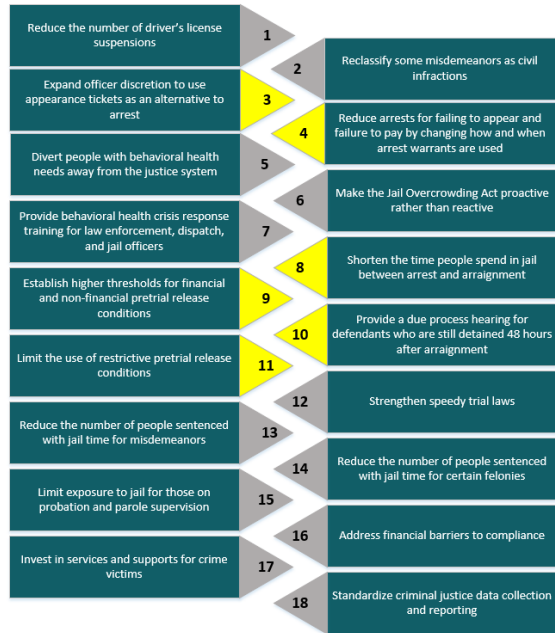 Reduce the number of driver's license
suspensions
1
2
Reclassify some misdemeanors as civil
infractions
Expand officer discretion to use
appearance tickets as an alternative to
arrest
3
4
Reduce arrests for failing to appear and
failure to pay by changing how and when
arrest warrants are used
Divert people with behavioral health
needs away from the justice system
5
6
Make the Jail Overcrowding Act proactive
rather than reactive
Provide behavioral health crisis response
training for law enforcement, dispatch,
and jail officers
7
8
Shorten the time people spend in jail
between arrest and arraignment
Establish higher thresholds for financial
and non-financial pretrial release
conditions
9
10
Provide a due process hearing for
defendants who are still detained 48 hours
after arraignment
Limit the use of restrictive pretrial release
conditions
11
12
Strengthen speedy trial laws
Reduce the number of people sentenced
with jail time for misdemeanors
13
14
Reduce the number of people sentenced
with jail time for certain felonies
Limit exposure to jail for those on
probation and parole supervision
15
16
Address financial barriers to compliance
Invest in services and supports for crime
victims
17
18
Standardize criminal justice data collection
and reporting